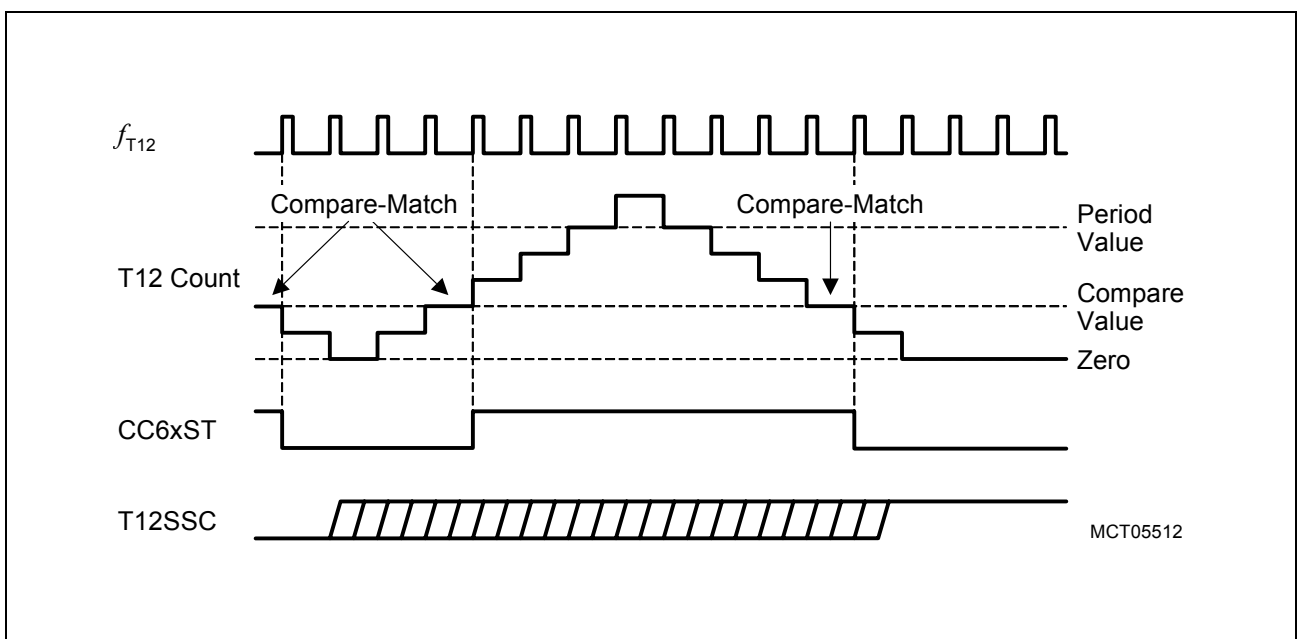 fT12
Compare-Match
Compare-Match
Period
Value
T12 Count
Compare
Value
Zero
CC6xST
T12SSC
MCT05512